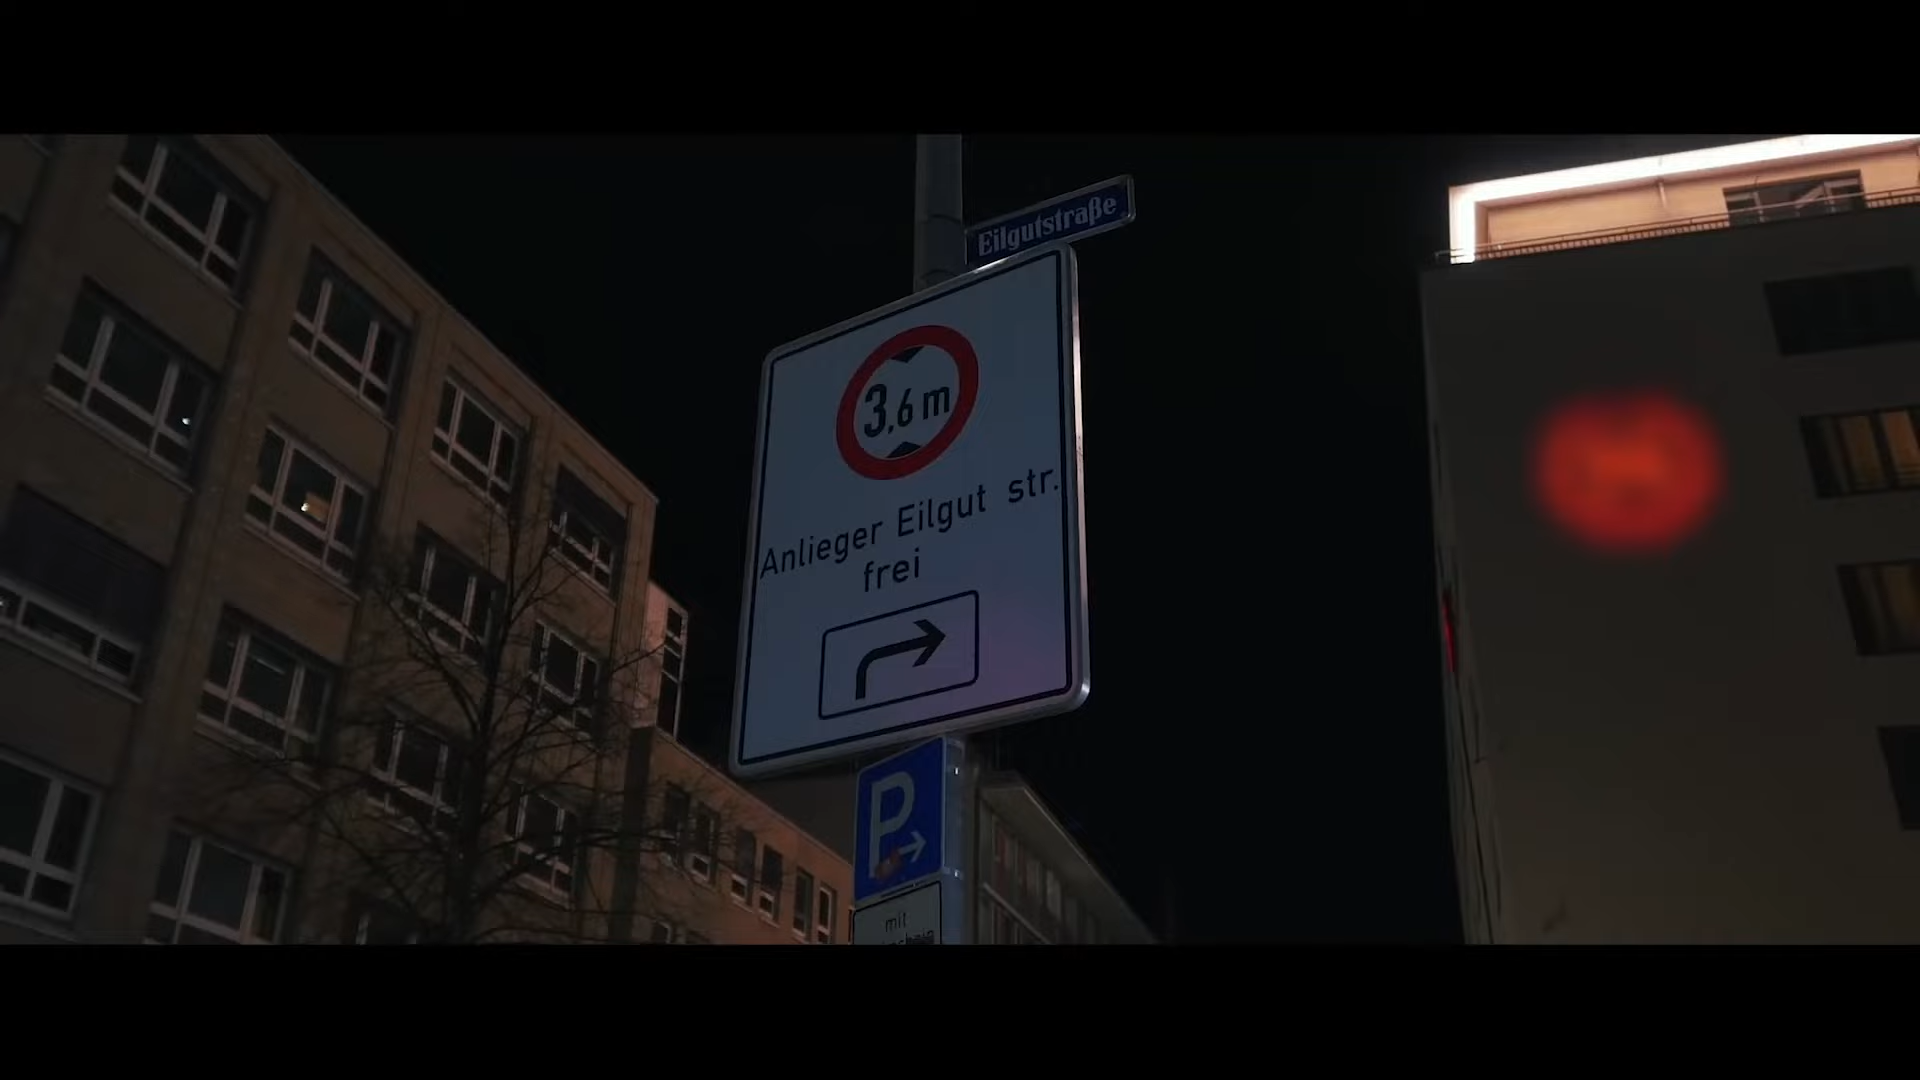 Eilgutstraße
3,6 m
Anlieger Eilgut str.
frei
P
mit